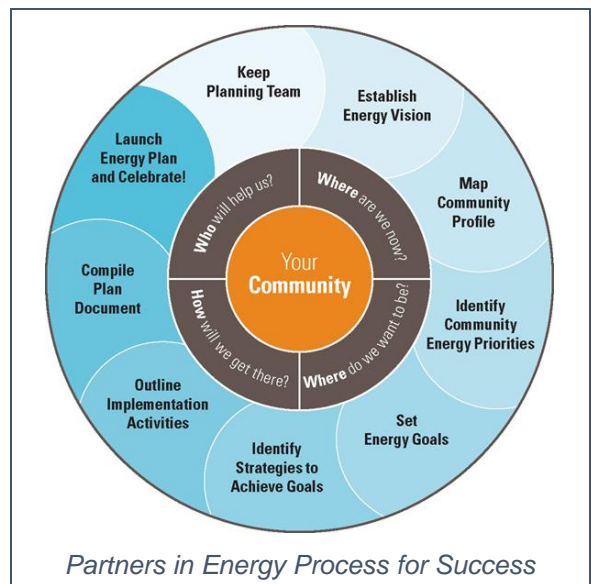 Keep
Planning Team
Establish
Energy Vision
Map
Community
Profile
Identify
Community
Energy Priorities
Set
Energy Goals
Identify
Strategies to
Achieve Goals
Outline
Implementation
Activities
Compile
Plan
Document
Launch
Energy Plan
and Celebrate!
Who will help us?
Where are we now?
Where do we want to be?
How will we get there?
Your
Community
Partners in Energy Process for Success